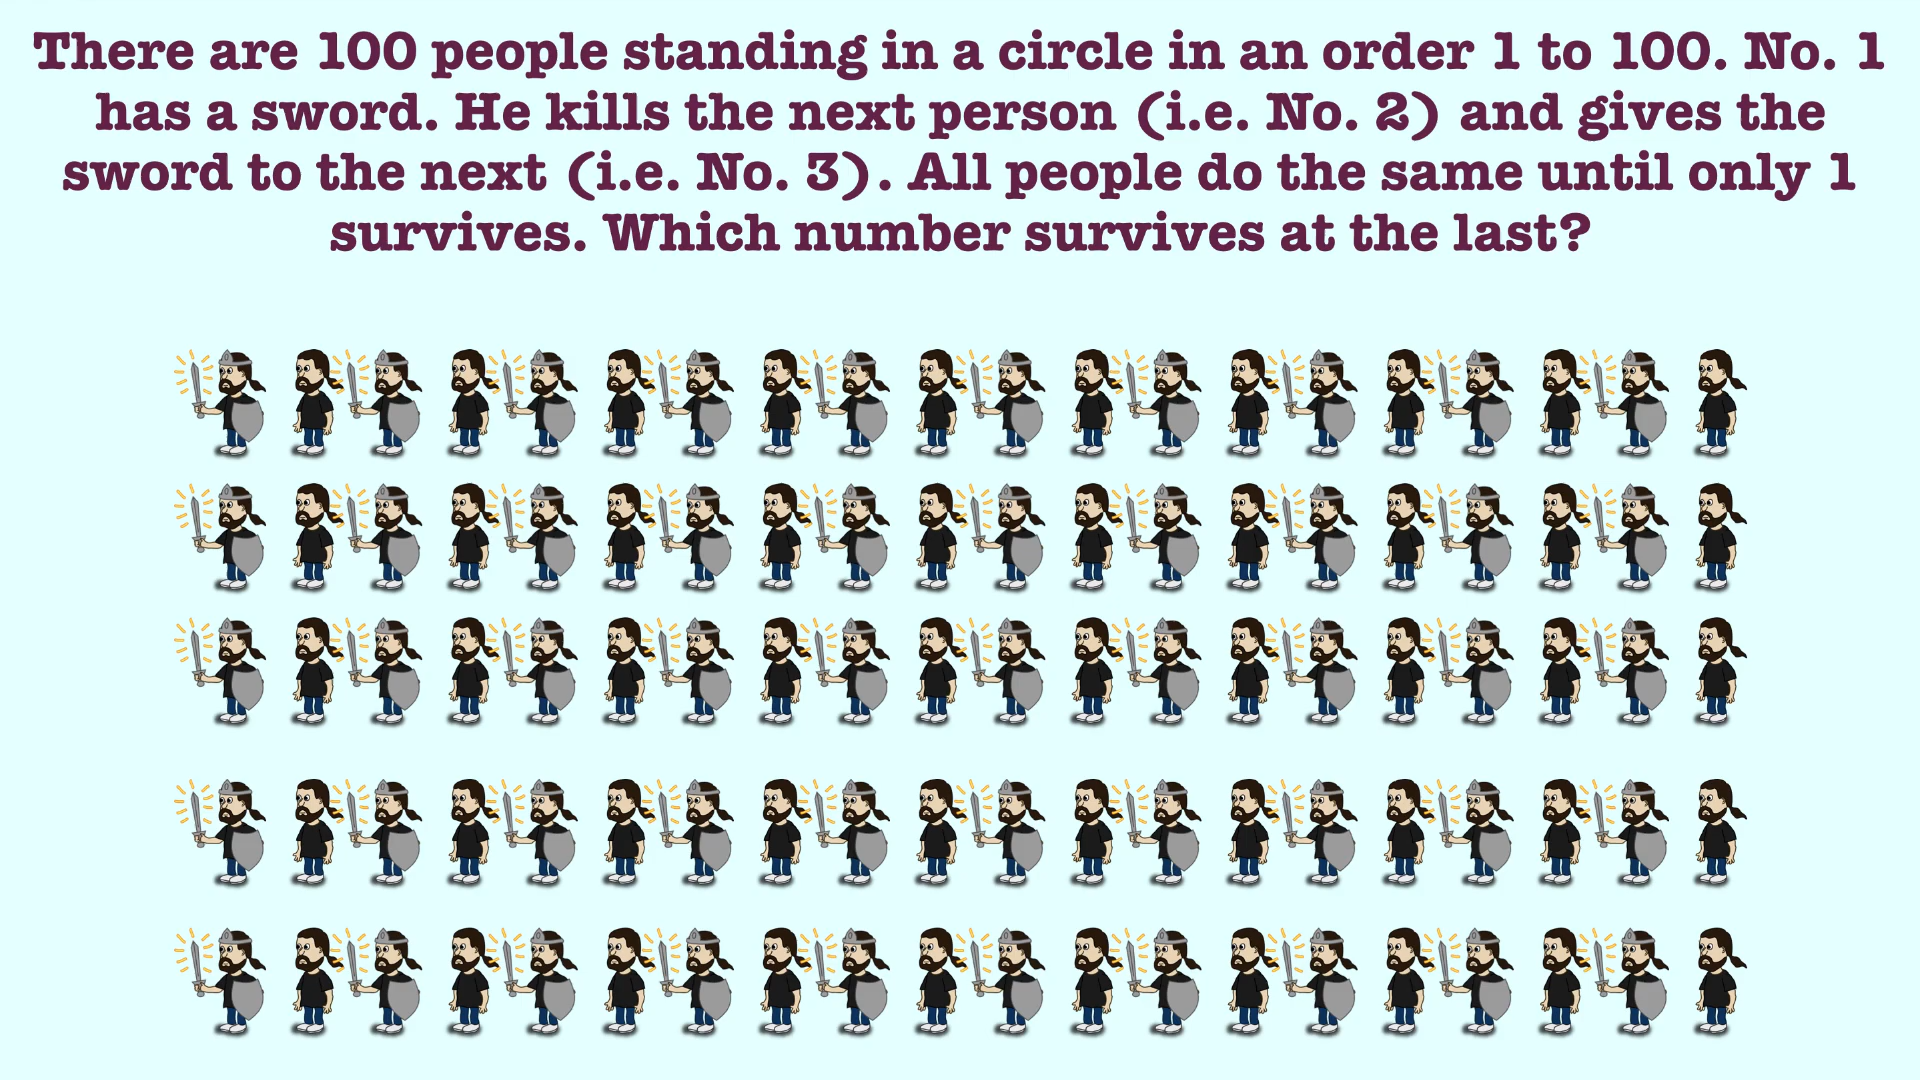 There are 100 people standing in a circle in an order 1 to 100. No. 1
has a sword. He kills the next person (i.e. No. 2) and gives the
sword to the next (i.e. No. 3). All people do the same until only 1
survives. Which number survives at the last?